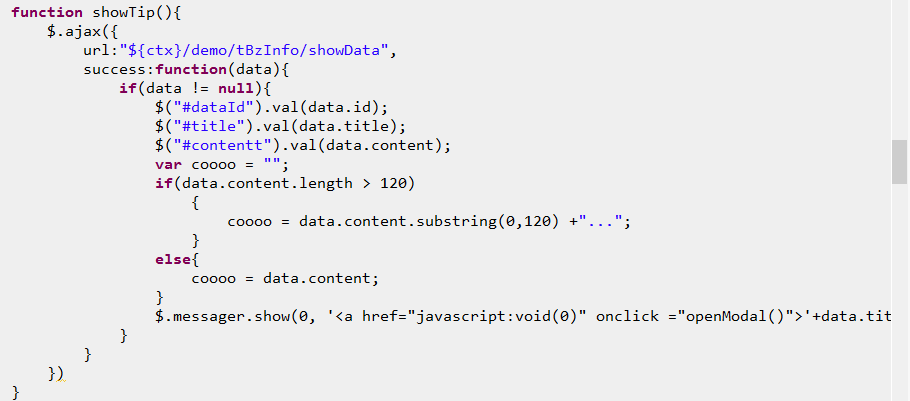 function showTip(){
$.ajax({
url:"${ctx}/demo/tBzInfo/showData",
success:function(data){
if(data != null){
$("#dataId").val(data.id);
$("#title").val(data.title);
$("#contentt").val(data.content);
var coooo = "";
if(data.content.length > 120)
{
coooo = data.content.substring(0,120) +"...";
}
else{
coooo = data.content;
}
$.messager.show(0, '<a href="javascript:void(0)" onclick ="openModal()">'+data.tit
}
}
})
}